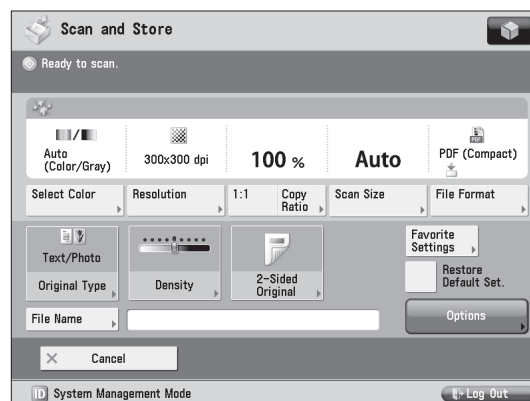 Scan and Store
Ready to scan.
Auto
(Color/Gray)
300x300 dpi
100 %
Auto
PDF
PDF (Compact)
Select Color
Resolution
1:1
Copy
Ratio
Scan Size
File Format
Text/Photo
Original Type
Density
2-Sided
Original
Favorite
Settings
Restore
Default Set.
File Name
Options
Cancel
ID System Management Mode
Log Out